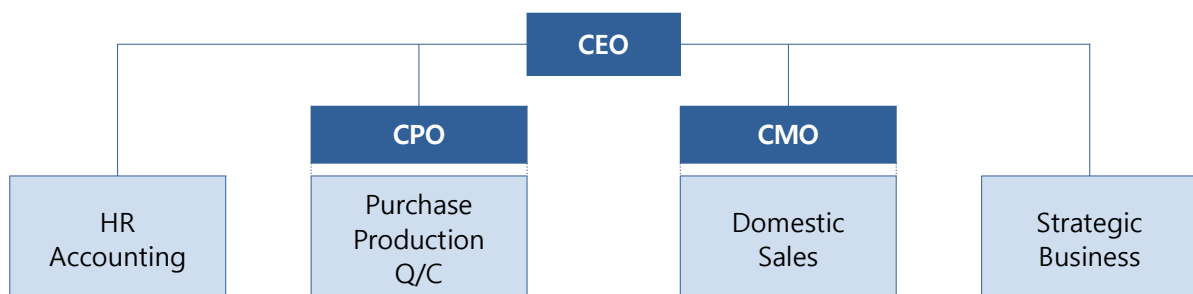 CEO
CPO
CMO
HR
Accounting
Purchase
Production
Q/C
Domestic
Sales
Strategic
Business